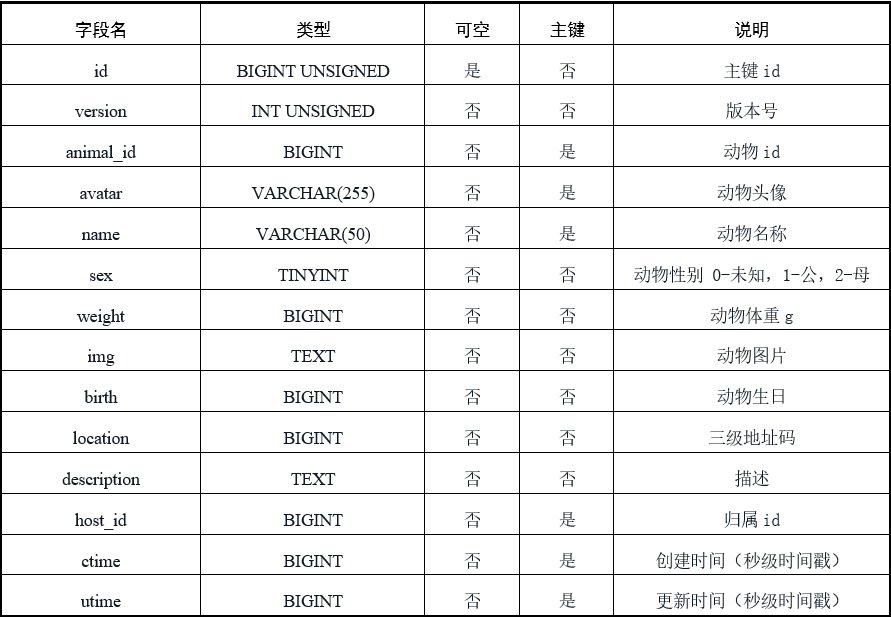 字段名 类型 可空 主键 说明
id BIGINT UNSIGNED 是 否 主键 id
version INT UNSIGNED 否 否 版本号
animal_id BIGINT 否 是 动物 id
avatar VARCHAR(255) 否 是 动物头像
name VARCHAR(50) 否 是 动物名称
sex TINYINT 否 否 动物性别 0-未知，1-公，2-母
weight BIGINT 否 否 动物体重 g
img TEXT 否 否 动物图片
birth BIGINT 否 否 动物生日
location BIGINT 否 否 三级地址码
description TEXT 否 否 描述
host_id BIGINT 否 是 归属 id
ctime BIGINT 否 是 创建时间（秒级时间戳）
utime BIGINT 否 是 更新时间（秒级时间戳）